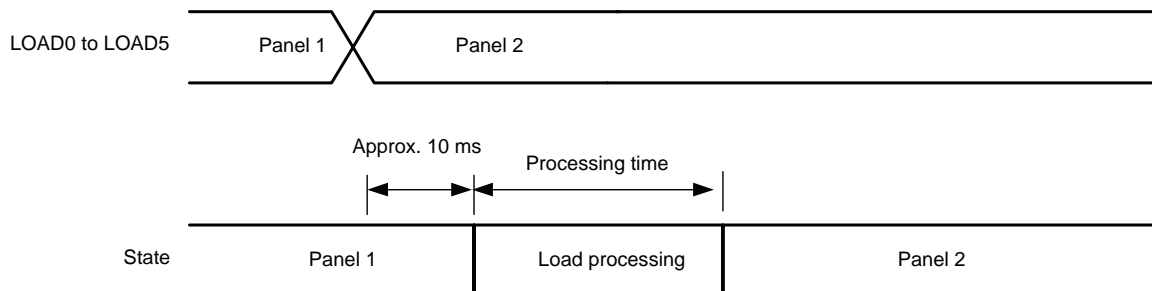 LOAD0 to LOAD5
Panel 1
Panel 2
Approx. 10 ms
Processing time
State
Panel 1
Load processing
Panel 2